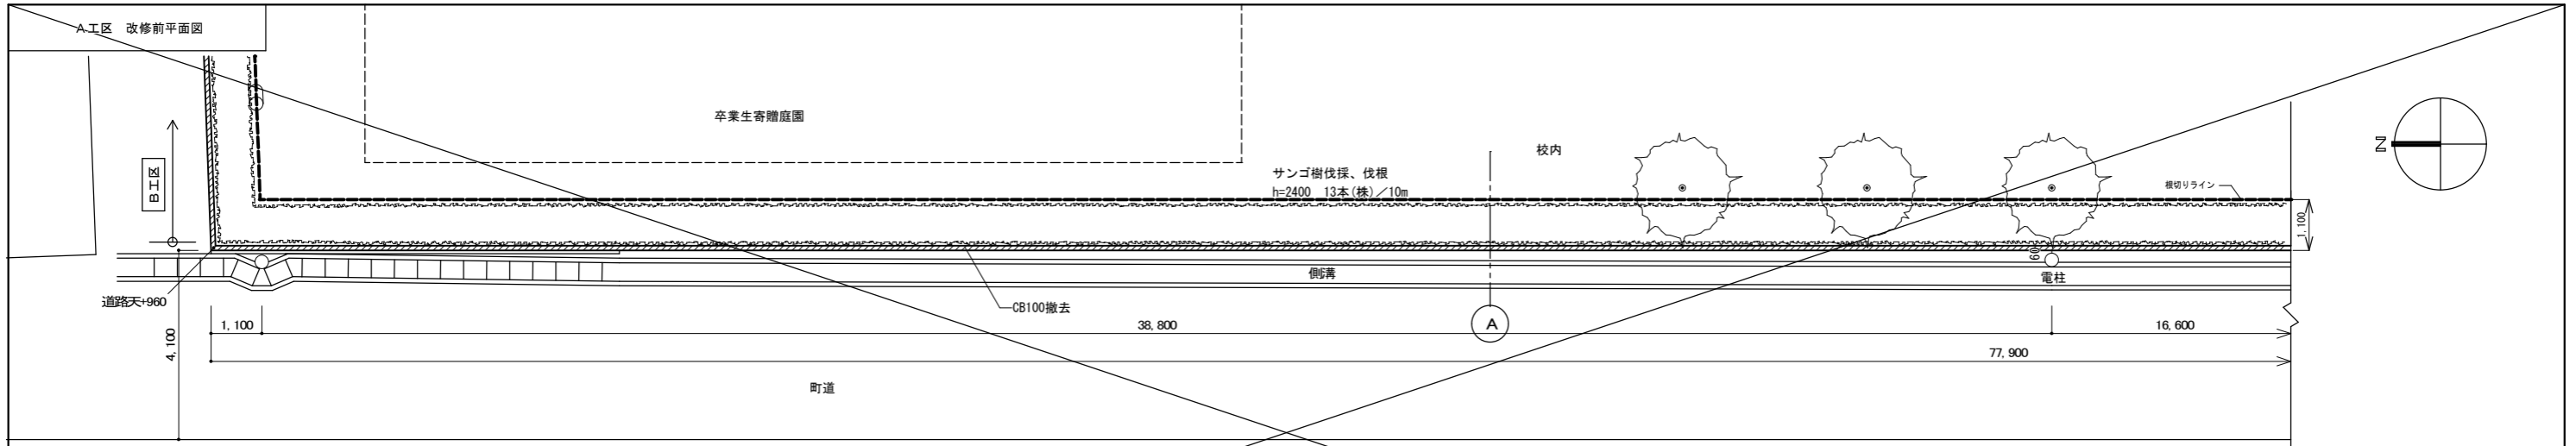 A工区 改修前平面図
卒業生寄贈庭園
校内
サンゴ樹伐採、伐根
h=2400 13本(株)／10m
根切りライン
N
B工区
1,100
60
側溝
電柱
道路天+960
CB100撤去
1,100
38,800
A
16,600
4,100
77,900
町道